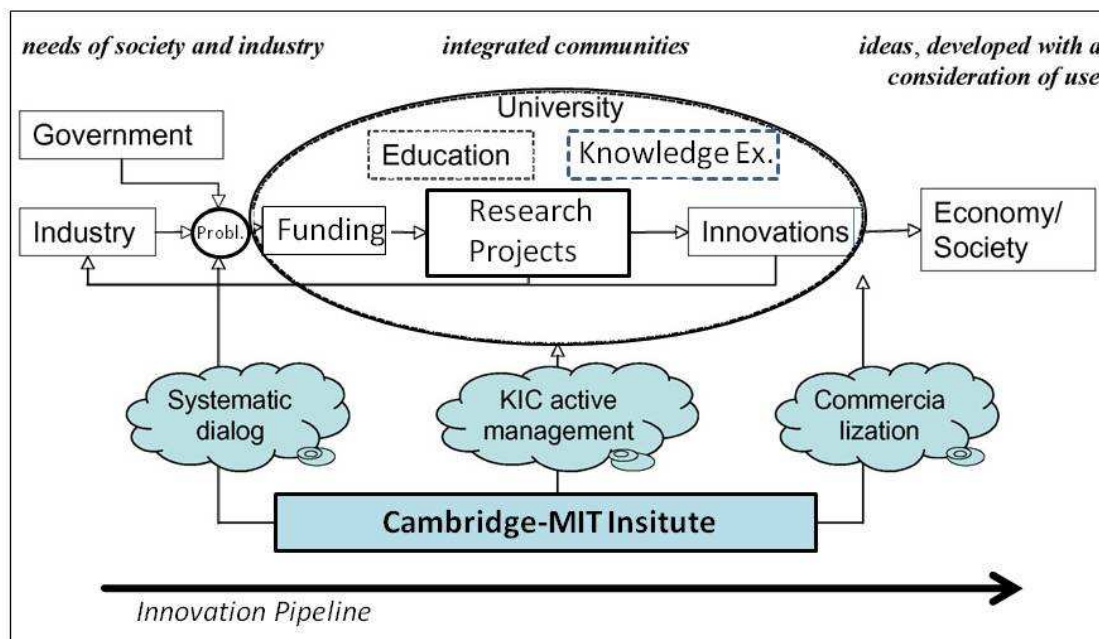 needs of society and industry
integrated communities
ideas, developed with a
consideration of use
University
Government
Education
Knowledge Ex.
Industry
Probl.
Funding
Research
Projects
Innovations
Economy/
Society
Systematic
dialog
KIC active
management
Commercia
lization
Cambridge-MIT Insitute
Innovation Pipeline